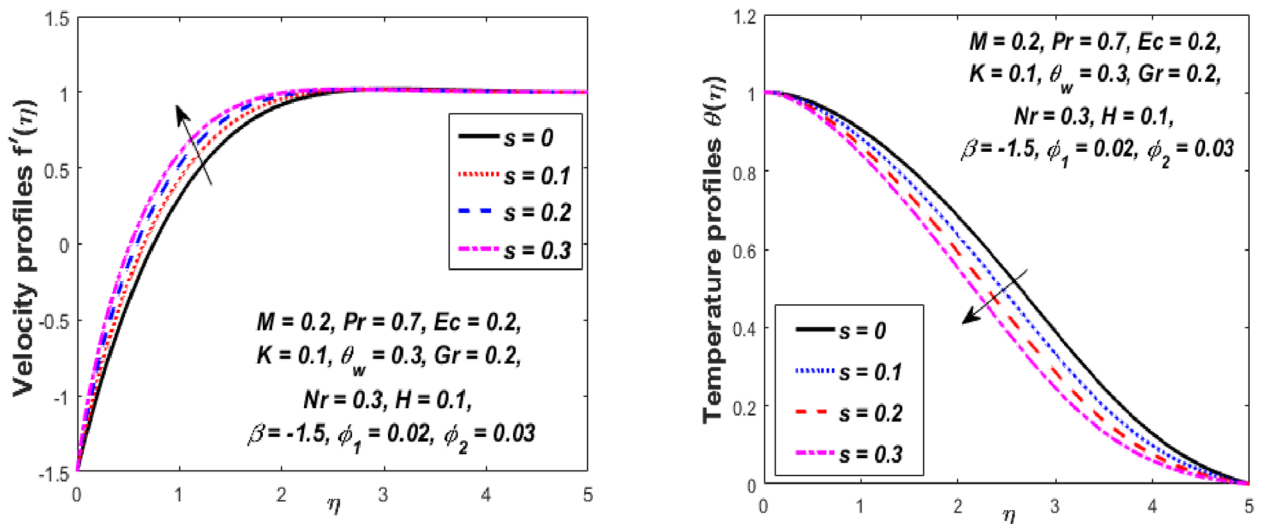 Velocity profiles f′(η)
1.5
1
0.5
0
-0.5
-1
-1.5
0 1 2 3 4 5
η
s = 0
s = 0.1
s = 0.2
s = 0.3
M = 0.2, Pr = 0.7, Ec = 0.2,
K = 0.1, θw = 0.3, Gr = 0.2,
Nr = 0.3, H = 0.1,
β = -1.5, ϕ1 = 0.02, ϕ2 = 0.03
Temperature profiles θ(η)
1.2
1
0.8
0.6
0.4
0.2
0
0 1 2 3 4 5
η
M = 0.2, Pr = 0.7, Ec = 0.2,
K = 0.1, θw = 0.3, Gr = 0.2,
Nr = 0.3, H = 0.1,
β = -1.5, ϕ1 = 0.02, ϕ2 = 0.03
s = 0
s = 0.1
s = 0.2
s = 0.3